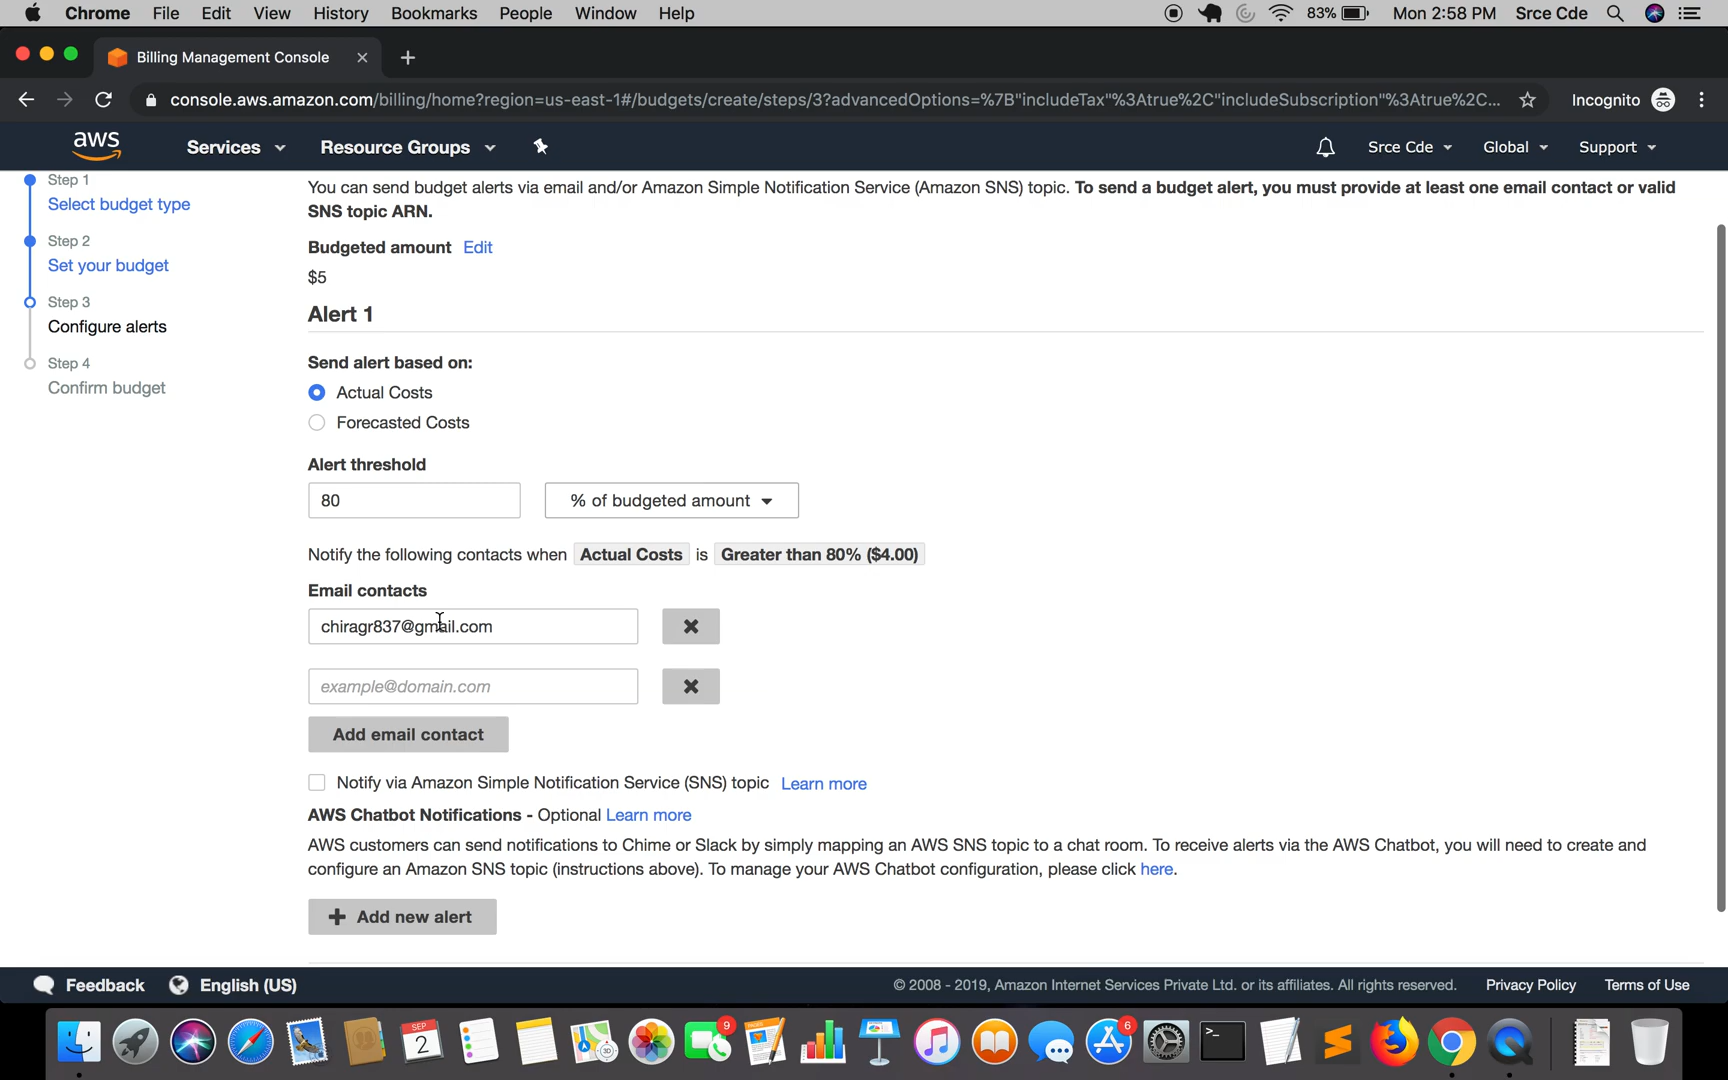 Chrome File Edit View History Bookmarks People Window Help 83% Mon 2:58 PM Srce Cde
Billing Management Console
console.aws.amazon.com/billing/home?region=us-east-1#/budgets/create/steps/3?advancedOptions=%7B"includeTax"%3Atrue%2C"includeSubscription"%3Atrue%2C... Incognito
aws Services Resource Groups Srce Cde Global Support
Step 1
Select budget type
Step 2
Set your budget
Step 3
Configure alerts
Step 4
Confirm budget
You can send budget alerts via email and/or Amazon Simple Notification Service (Amazon SNS) topic. To send a budget alert, you must provide at least one email contact or valid
SNS topic ARN.
Budgeted amount Edit
$5
Alert 1
Send alert based on:
Actual Costs
Forecasted Costs
Alert threshold
80 % of budgeted amount
Notify the following contacts when Actual Costs is Greater than 80% ($4.00)
Email contacts
chiragr837@gmail.com
example@domain.com
Add email contact
Notify via Amazon Simple Notification Service (SNS) topic Learn more
AWS Chatbot Notifications - Optional Learn more
AWS customers can send notifications to Chime or Slack by simply mapping an AWS SNS topic to a chat room. To receive alerts via the AWS Chatbot, you will need to create and
configure an Amazon SNS topic (instructions above). To manage your AWS Chatbot configuration, please click here.
Add new alert
Feedback English (US) © 2008 - 2019, Amazon Internet Services Private Ltd. or its affiliates. All rights reserved. Privacy Policy Terms of Use
SEP
2
3D
9
6